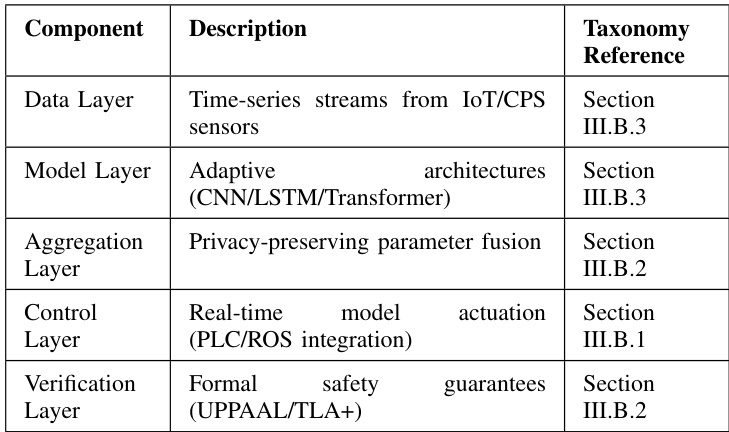 Component Description Taxonomy
Reference
Data Layer Time-series streams from IoT/CPS Section
sensors III.B.3
Model Layer Adaptive architectures Section
(CNN/LSTM/Transformer) III.B.3
Aggregation Privacy-preserving parameter fusion Section
Layer III.B.2
Control Real-time model actuation Section
Layer (PLC/ROS integration) III.B.1
Verification Formal safety guarantees Section
Layer (UPPAAL/TLA+) III.B.2